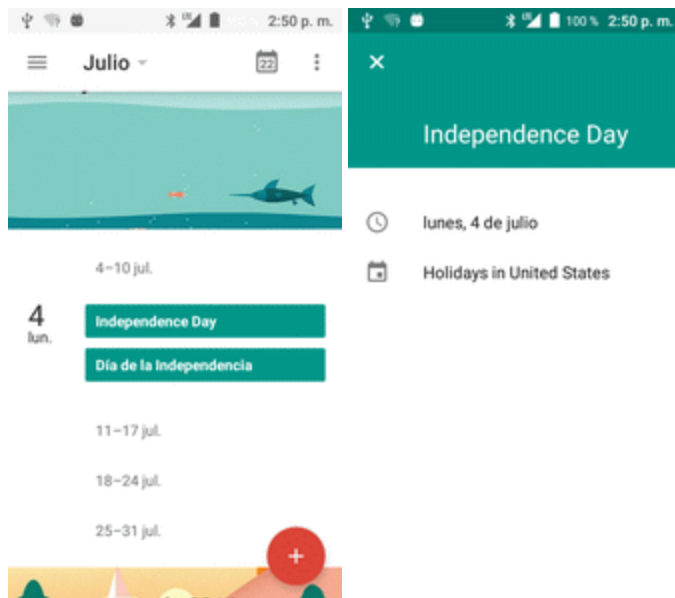 2:50 p. m.
Julio
22
4–10 jul.
4
lun.
Independence Day
Día de la Independencia
11–17 jul.
18–24 jul.
25–31 jul.
+
100 % 2:50 p. m.
Independence Day
lunes, 4 de julio
Holidays in United States